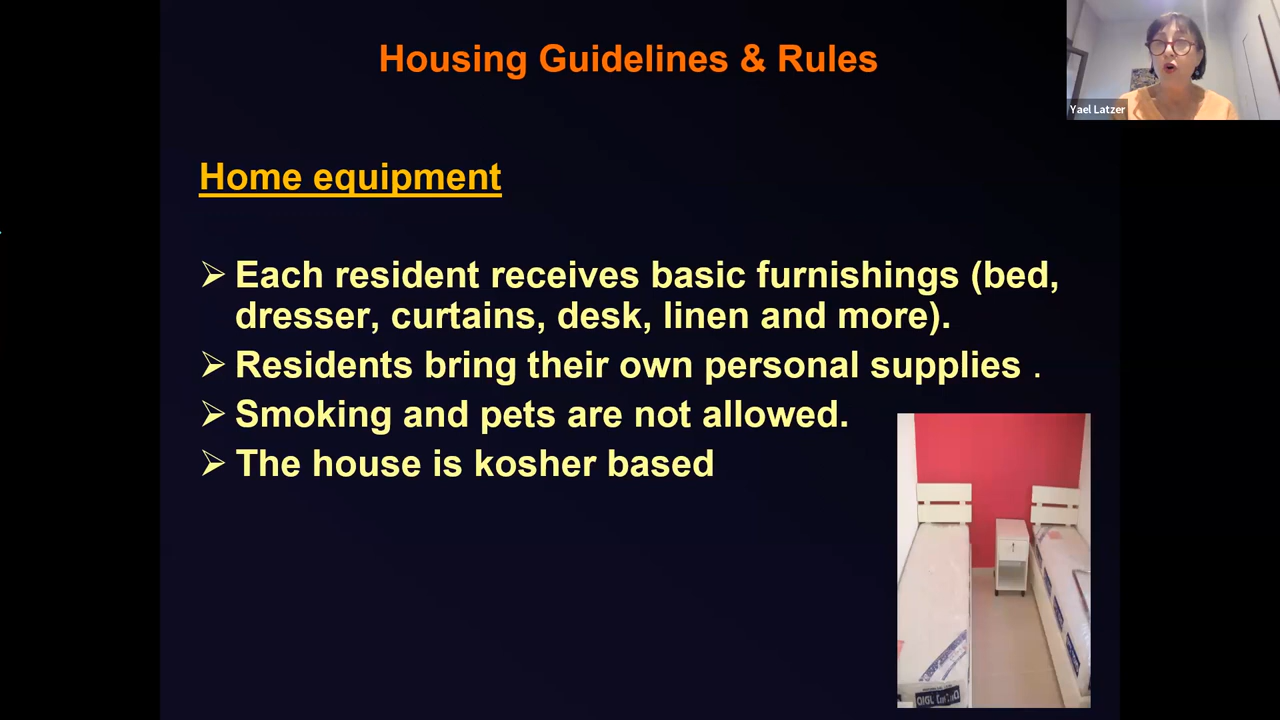 Housing Guidelines & Rules
Yael Latzer
Home equipment
➢ Each resident receives basic furnishings (bed,
dresser, curtains, desk, linen and more).
➢ Residents bring their own personal supplies .
➢ Smoking and pets are not allowed.
➢ The house is kosher based